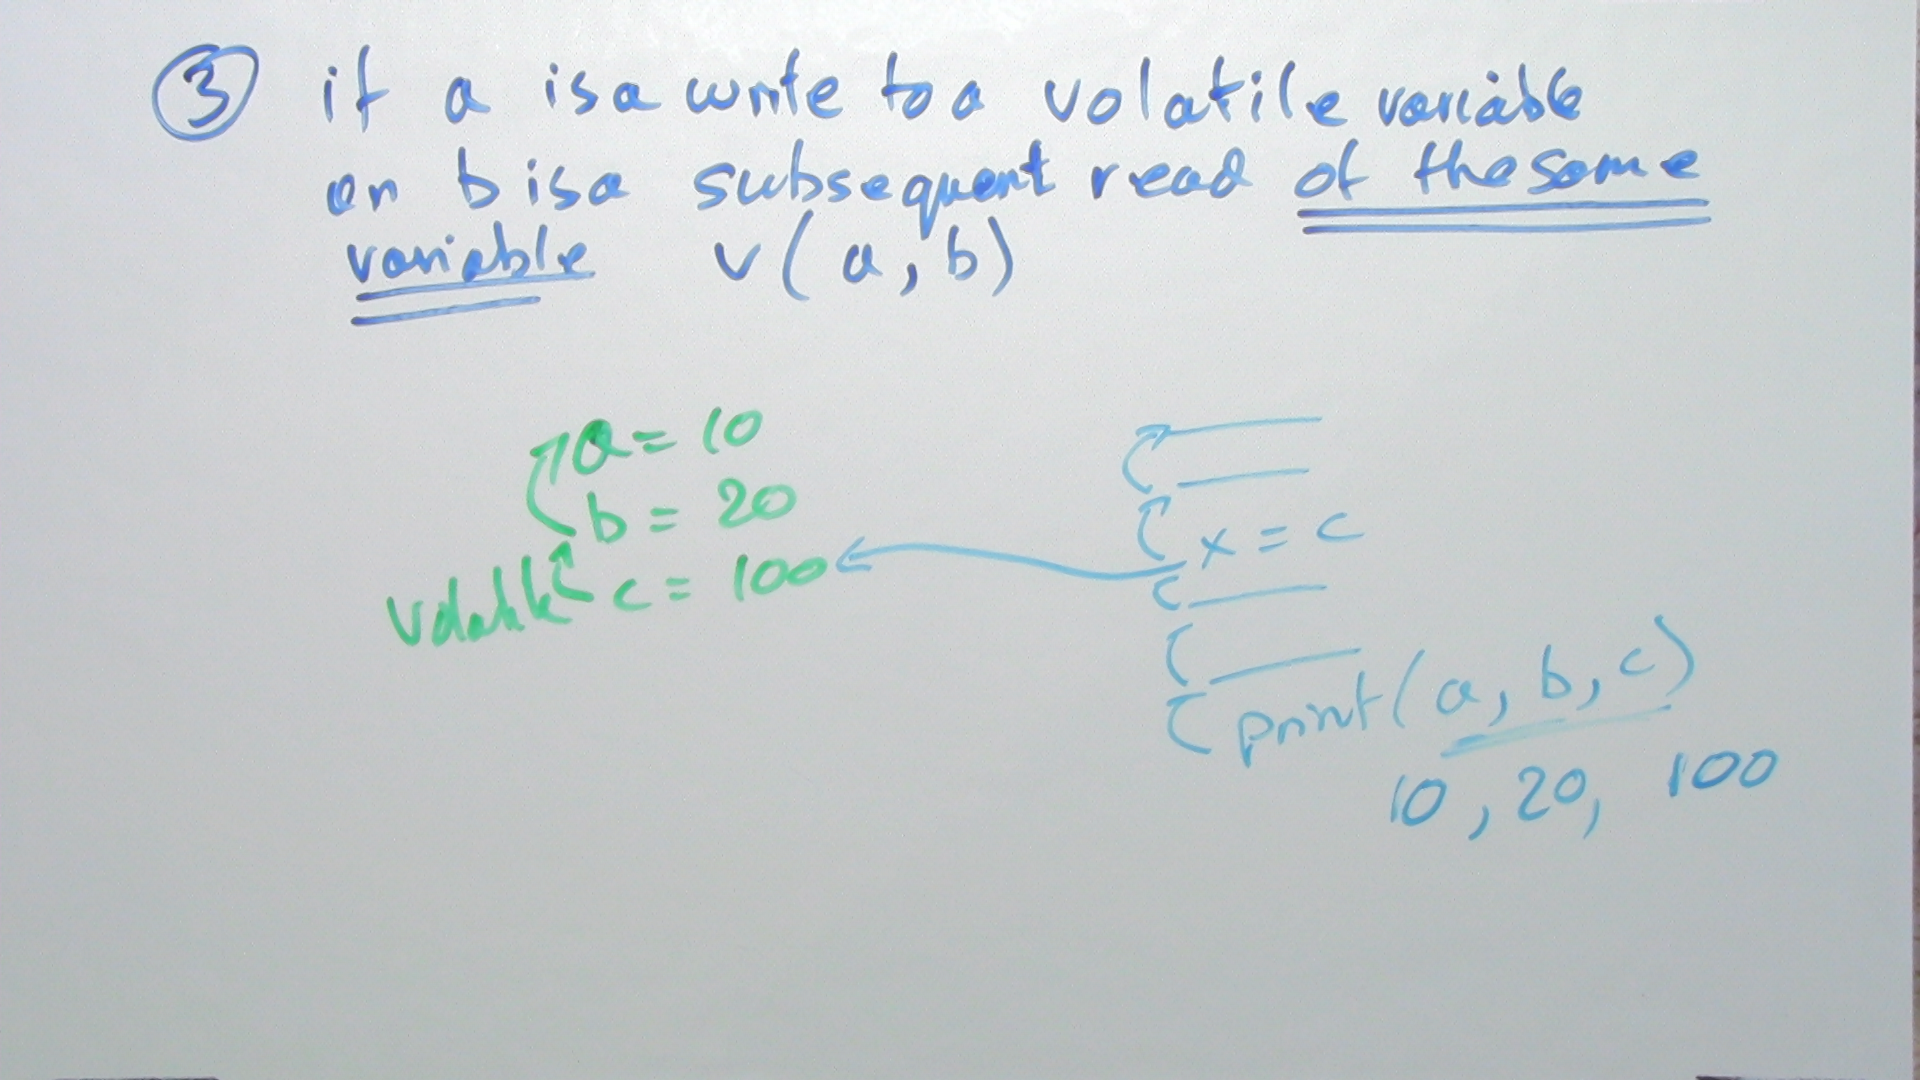 ③ if a is a write to a volatile variable
an b is a subsequent read of the same
variable v(a, b)
a = 10
b = 20
volatile c = 100
x = c
print(a, b, c)
10, 20, 100